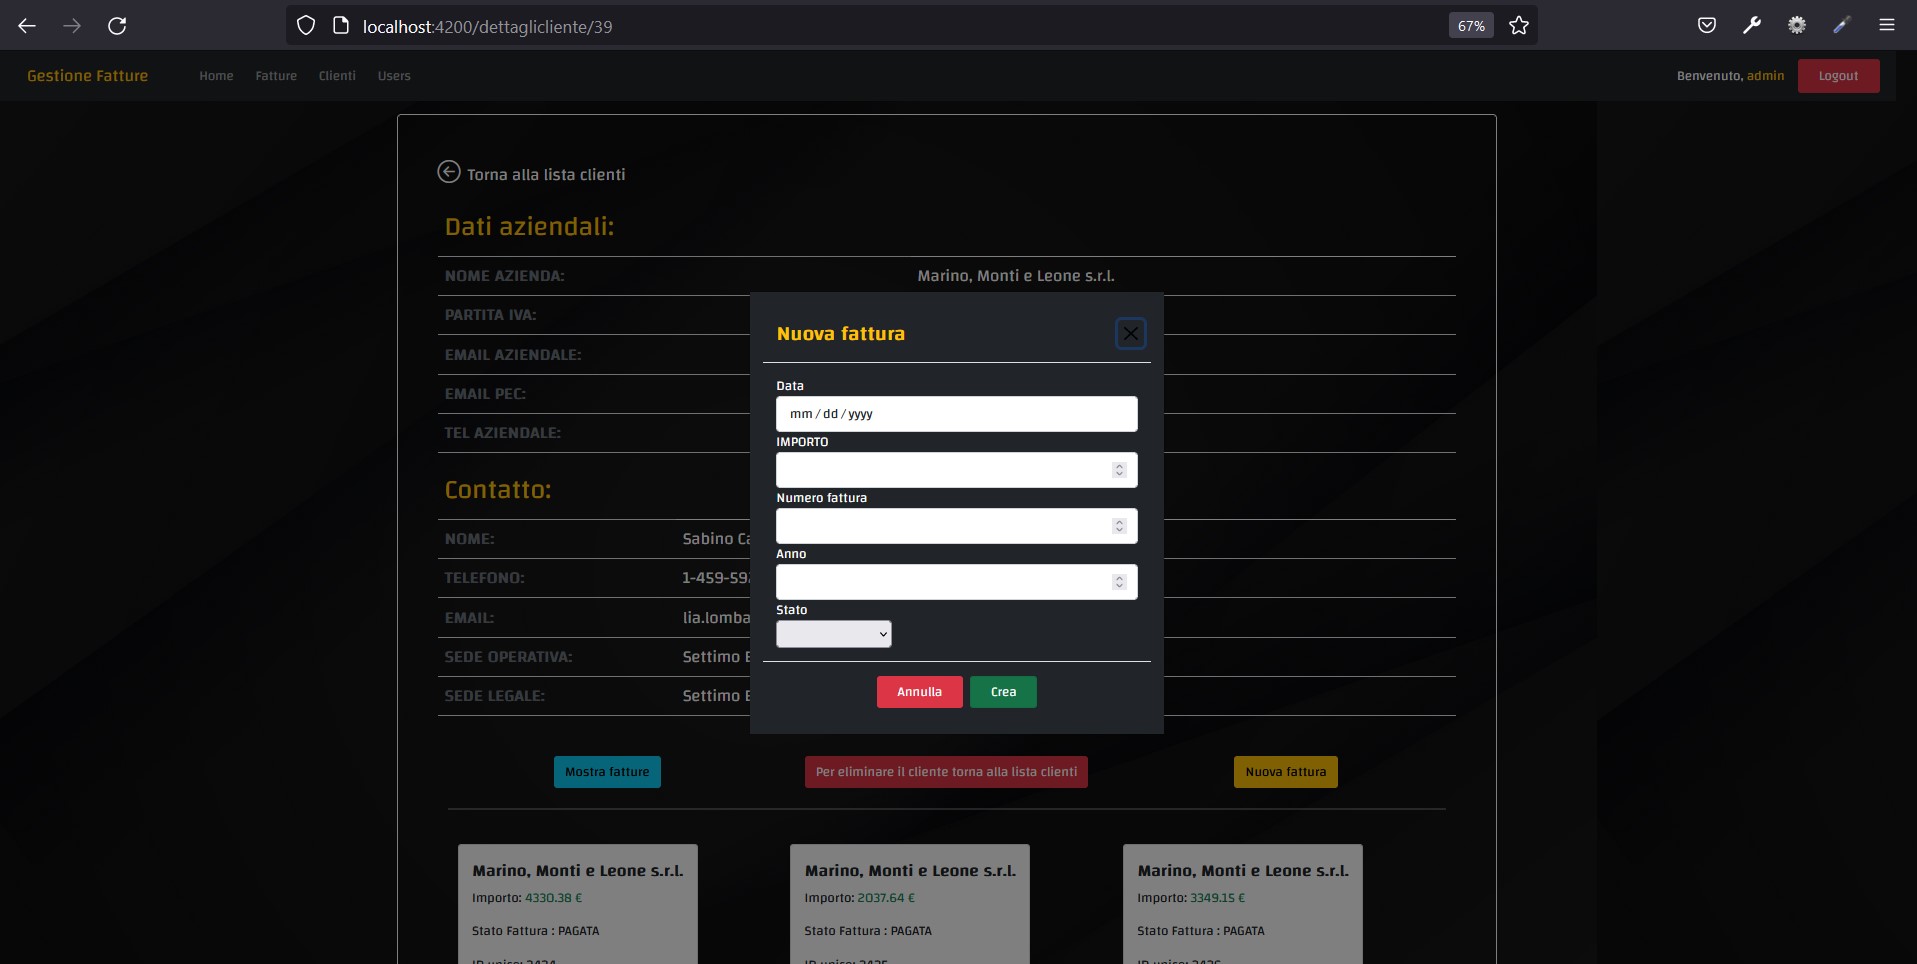 localhost:4200/dettaglicliente/39
67%
Gestione Fatture
Home
Fatture
Clienti
Users
Benvenuto, admin
Logout
Torna alla lista clienti
Dati aziendali:
NOME AZIENDA:
Marino, Monti e Leone s.r.l.
PARTITA IVA:
EMAIL AZIENDALE:
EMAIL PEC:
TEL AZIENDALE:
Contatto:
NOME:
Sabino
TELEFONO:
1-459-59
EMAIL:
lia.lomba
SEDE OPERATIVA:
Settimo
SEDE LEGALE:
Settimo
Nuova fattura
Data
mm / dd / yyyy
IMPORTO
Numero fattura
Anno
Stato
Annulla
Crea
Mostra fatture
Per eliminare il cliente torna alla lista clienti
Nuova fattura
Marino, Monti e Leone s.r.l.
Importo: 4330.38 €
Stato Fattura : PAGATA
Marino, Monti e Leone s.r.l.
Importo: 2037.64 €
Stato Fattura : PAGATA
Marino, Monti e Leone s.r.l.
Importo: 3349.15 €
Stato Fattura : PAGATA